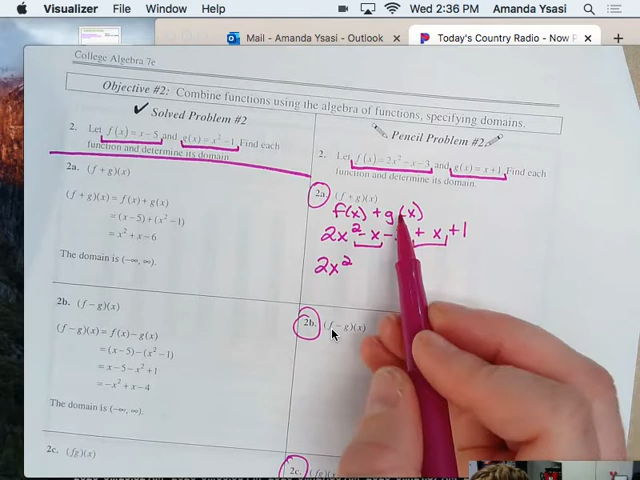 Visualizer
Wed 2:36 PM Amanda Ysasi
Mail - Amanda Ysasi - Outlook
Today's Country Radio - Now P
College Algebra 7e
Objective #2: Combine functions using the algebra of functions, specifying domains.
✔ Solved Problem #2
2. Let f(x) = x − 5 and g(x) = x² − 1. Find each
function and determine its domain.
2a. (f + g)(x)
(f + g)(x) = f(x) + g(x)
= (x − 5) + (x² − 1)
= x² + x − 6
The domain is (−∞, ∞).
2b. (f − g)(x)
(f − g)(x) = f(x) − g(x)
= (x − 5) − (x² − 1)
= x − 5 − x² + 1
= −x² + x − 4
The domain is (−∞, ∞).
2c. (fg)(x)
Pencil Problem #2
2. Let f(x) = 2x² − x − 3 and g(x) = x + 1. Find each
function and determine its domain.
2a. (f + g)(x)
f(x) + g(x)
2x² − x − + x + 1
2x²
2b. (f − g)(x)
2c. (fg)(x)